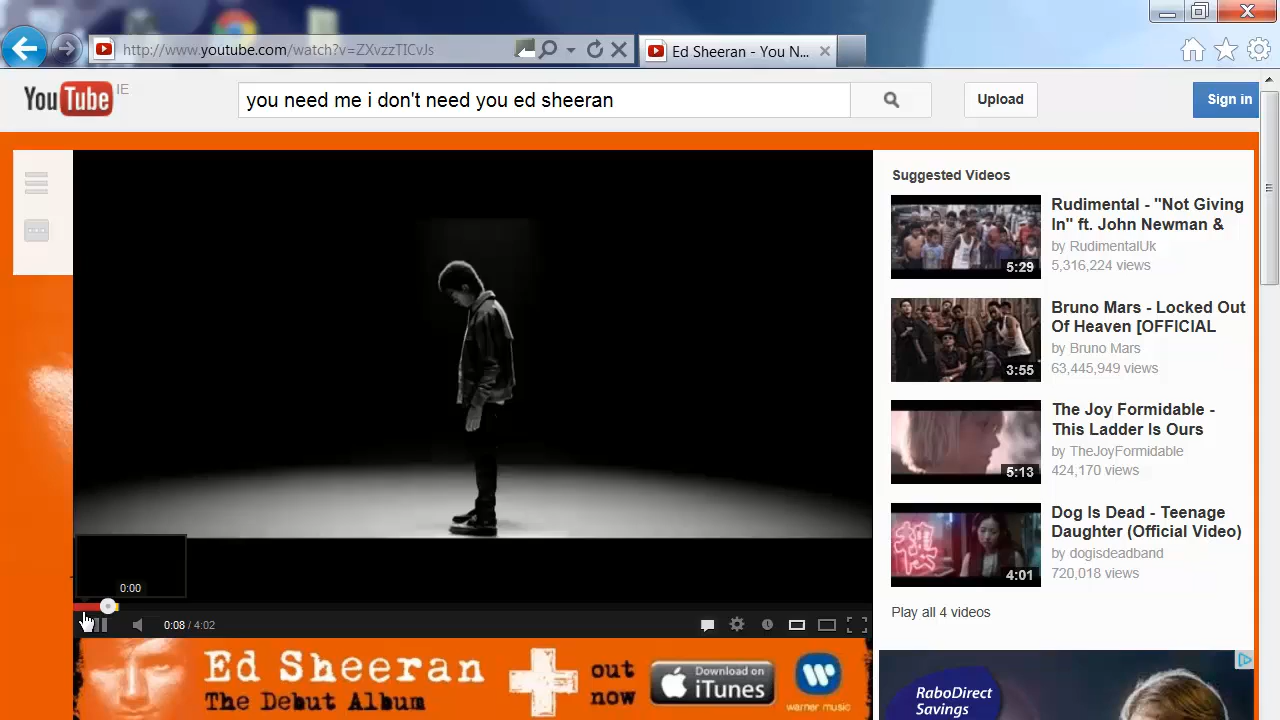 http://www.youtube.com/watch?v=ZXvzzTICvJs
Ed Sheeran - You N...
YouTube IE
you need me i don't need you ed sheeran
Upload
Sign in
Suggested Videos
Rudimental - "Not Giving
In" ft. John Newman &
by RudimentalUk
5,316,224 views
5:29
Bruno Mars - Locked Out
Of Heaven [OFFICIAL
by Bruno Mars
63,445,949 views
3:55
The Joy Formidable -
This Ladder Is Ours
by TheJoyFormidable
424,170 views
5:13
Dog Is Dead - Teenage
Daughter (Official Video)
by dogisdeadband
720,018 views
4:01
Play all 4 videos
0:00
0:08 / 4:02
Ed Sheeran
The Debut Album
out
now
Download on
iTunes
warner music
RaboDirect
Savings